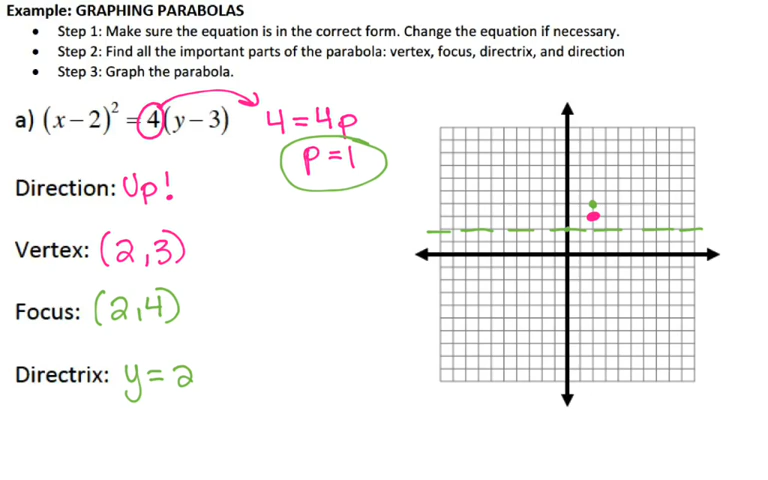 Example: GRAPHING PARABOLAS
• Step 1: Make sure the equation is in the correct form. Change the equation if necessary.
• Step 2: Find all the important parts of the parabola: vertex, focus, directrix, and direction
• Step 3: Graph the parabola.
a) (x – 2)² = 4(y – 3) 4 = 4p
p = 1
Direction: Up!
Vertex: (2,3)
Focus: (2,4)
Directrix: y = 2